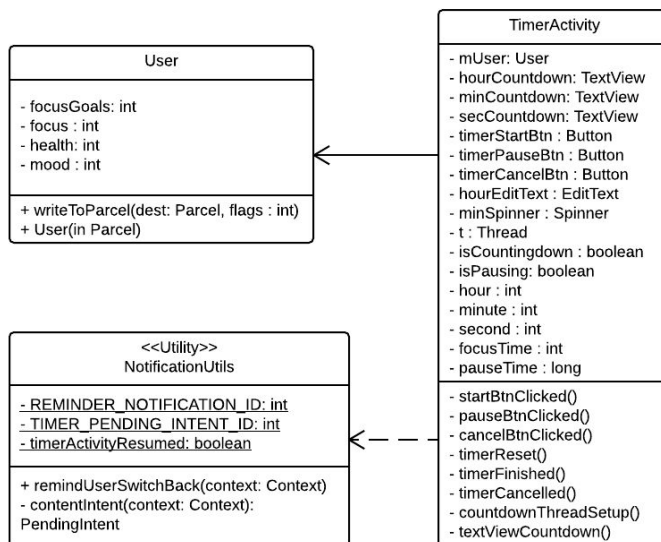 User
- focusGoals: int
- focus : int
- health: int
- mood : int
+ writeToParcel(dest: Parcel, flags : int)
+ User(in Parcel)
<<Utility>>
NotificationUtils
- REMINDER_NOTIFICATION_ID: int
- TIMER_PENDING_INTENT_ID: int
- timerActivityResumed: boolean
+ remindUserSwitchBack(context: Context)
- contentIntent(context: Context):
PendingIntent
TimerActivity
- mUser: User
- hourCountdown: TextView
- minCountdown: TextView
- secCountdown: TextView
- timerStartBtn : Button
- timerPauseBtn : Button
- timerCancelBtn : Button
- hourEditText : EditText
- minSpinner : Spinner
- t : Thread
- isCountingdown : boolean
- isPausing: boolean
- hour : int
- minute : int
- second : int
- focusTime : int
- pauseTime : long
- startBtnClicked()
- pauseBtnClicked()
- cancelBtnClicked()
- timerReset()
- timerFinished()
- timerCancelled()
- countdownThreadSetup()
- textViewCountdown()